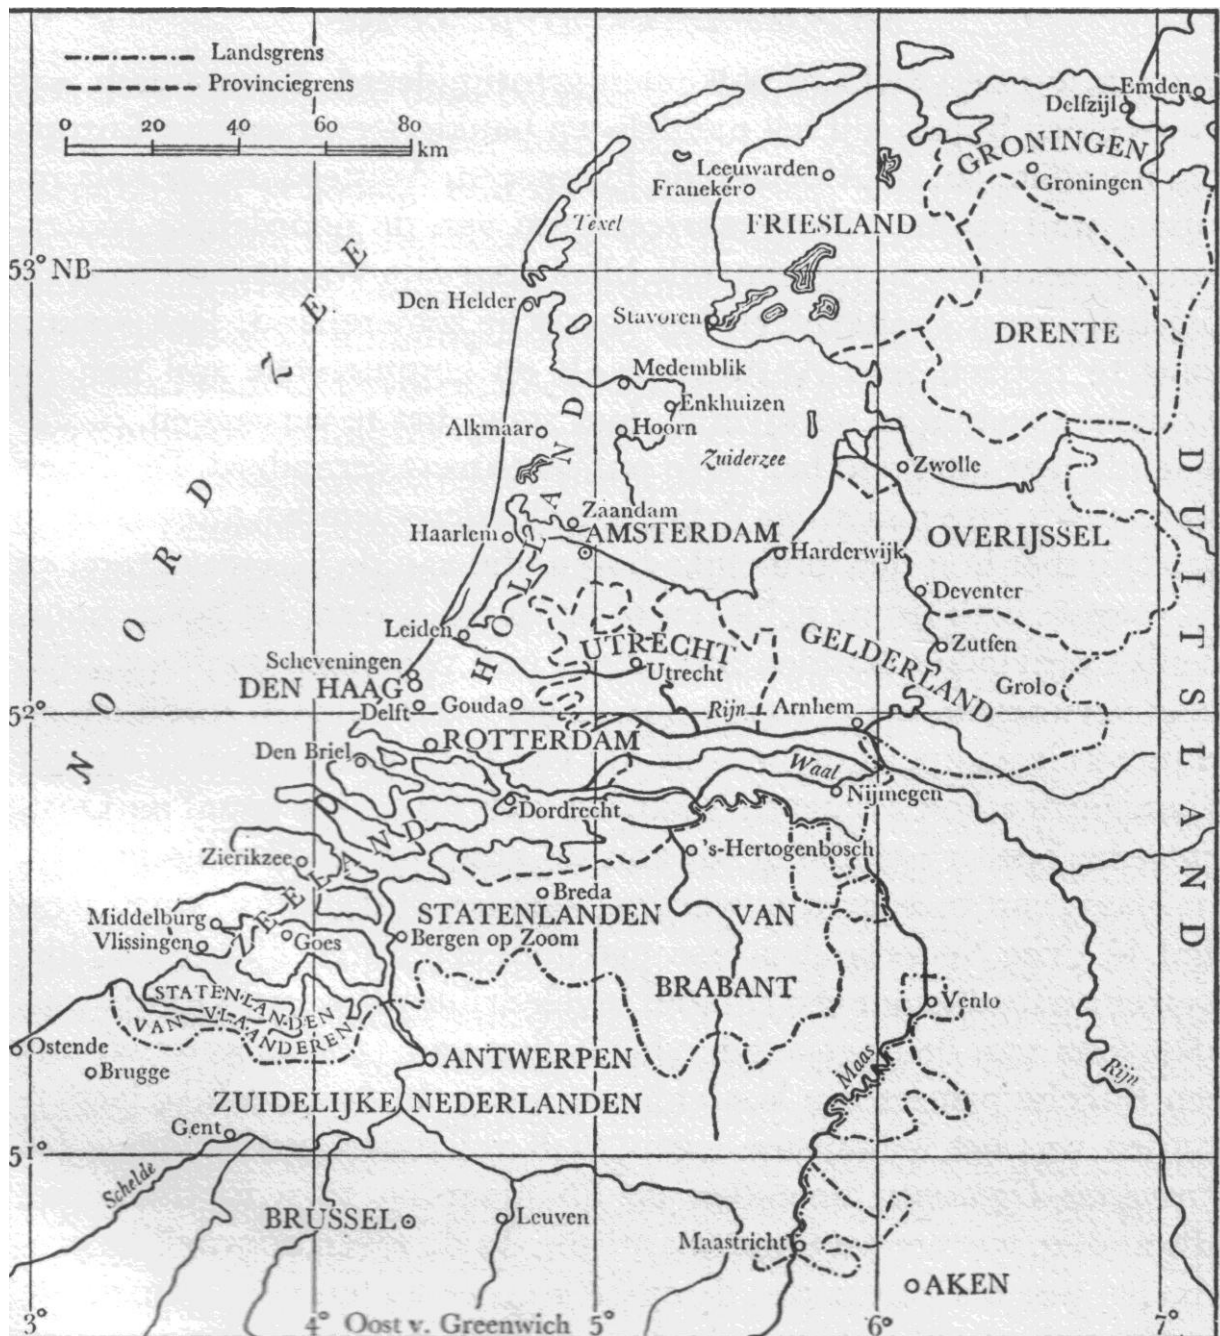 Landsgrens
Provinciegrens
0 20 40 60 80
km
Emden
Delfzijl
GRONINGEN
Groningen
Leeuwarden
Franeker
FRIESLAND
Texel
53° NB
NOORDZEE
Den Helder
Stavoren
DRENTE
Medemblik
Enkhuizen
Alkmaar
Hoorn
Zuiderzee
Zwolle
HOLLAND
Zaandam
Haarlem
AMSTERDAM
Harderwijk
OVERIJSSEL
DUITSLAND
Deventer
Leiden
UTRECHT
Utrecht
GELDERLAND
Zutfen
Scheveningen
DEN HAAG
Grol
Delft
Gouda
Rijn
Arnhem
52°
Den Briel
ROTTERDAM
Waal
Dordrecht
Nijmegen
Zierikzee
ZEELAND
's-Hertogenbosch
Breda
STATENLANDEN VAN
BRABANT
Middelburg
Vlissingen
Goes
Bergen op Zoom
STATENLANDEN
VAN VLAANDEREN
Venlo
Ostende
Brugge
ANTWERPEN
Maas
Rijn
ZUIDELIJKE NEDERLANDEN
Gent
51°
Schelde
BRUSSEL
Leuven
Maastricht
AKEN
3° 4° Oost v. Greenwich 5° 6° 7°